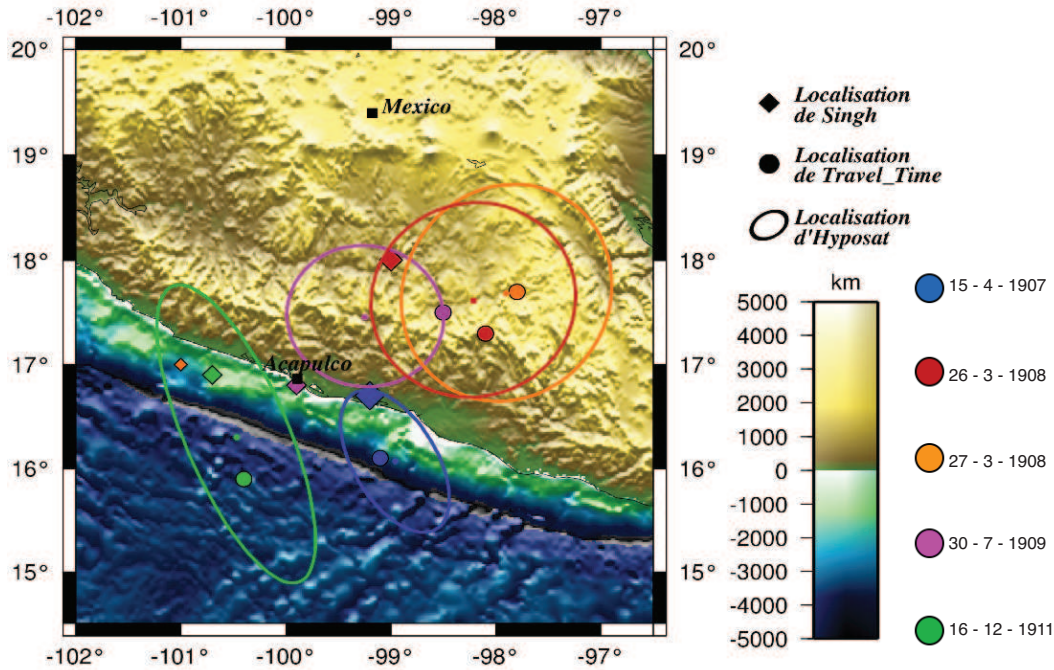 -102° -101° -100° -99° -98° -97°
20° 20°
19° 19°
18° 18°
17° 17°
16° 16°
15° 15°
-102° -101° -100° -99° -98° -97°
Mexico
Acapulco
Localisation
de Singh
Localisation
de Travel_Time
Localisation
d'Hyposat
km
5000
4000
3000
2000
1000
0
-1000
-2000
-3000
-4000
-5000
15 - 4 - 1907
26 - 3 - 1908
27 - 3 - 1908
30 - 7 - 1909
16 - 12 - 1911